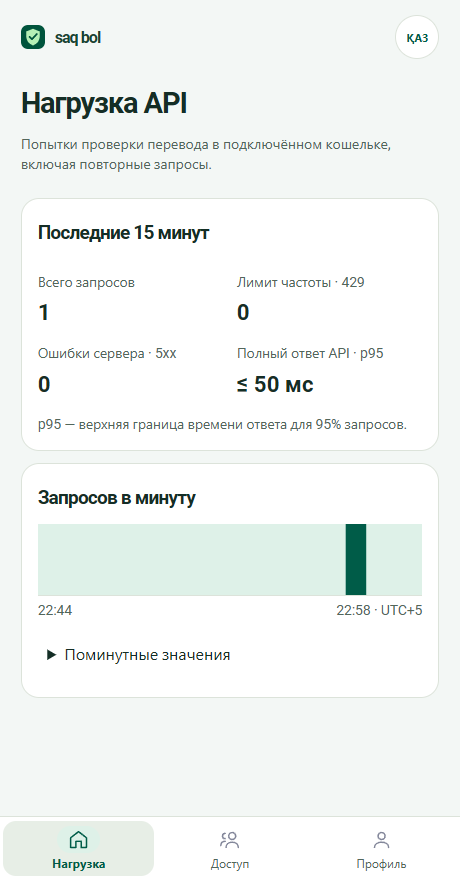 saq bol
ҚАЗ
Нагрузка API
Попытки проверки перевода в подключённом кошельке,
включая повторные запросы.
Последние 15 минут
Всего запросов
1
Лимит частоты · 429
0
Ошибки сервера · 5xx
0
Полный ответ API · p95
≤ 50 мс
p95 — верхняя граница времени ответа для 95% запросов.
Запросов в минуту
22:44
22:58 · UTC+5
Поминутные значения
Нагрузка
Доступ
Профиль